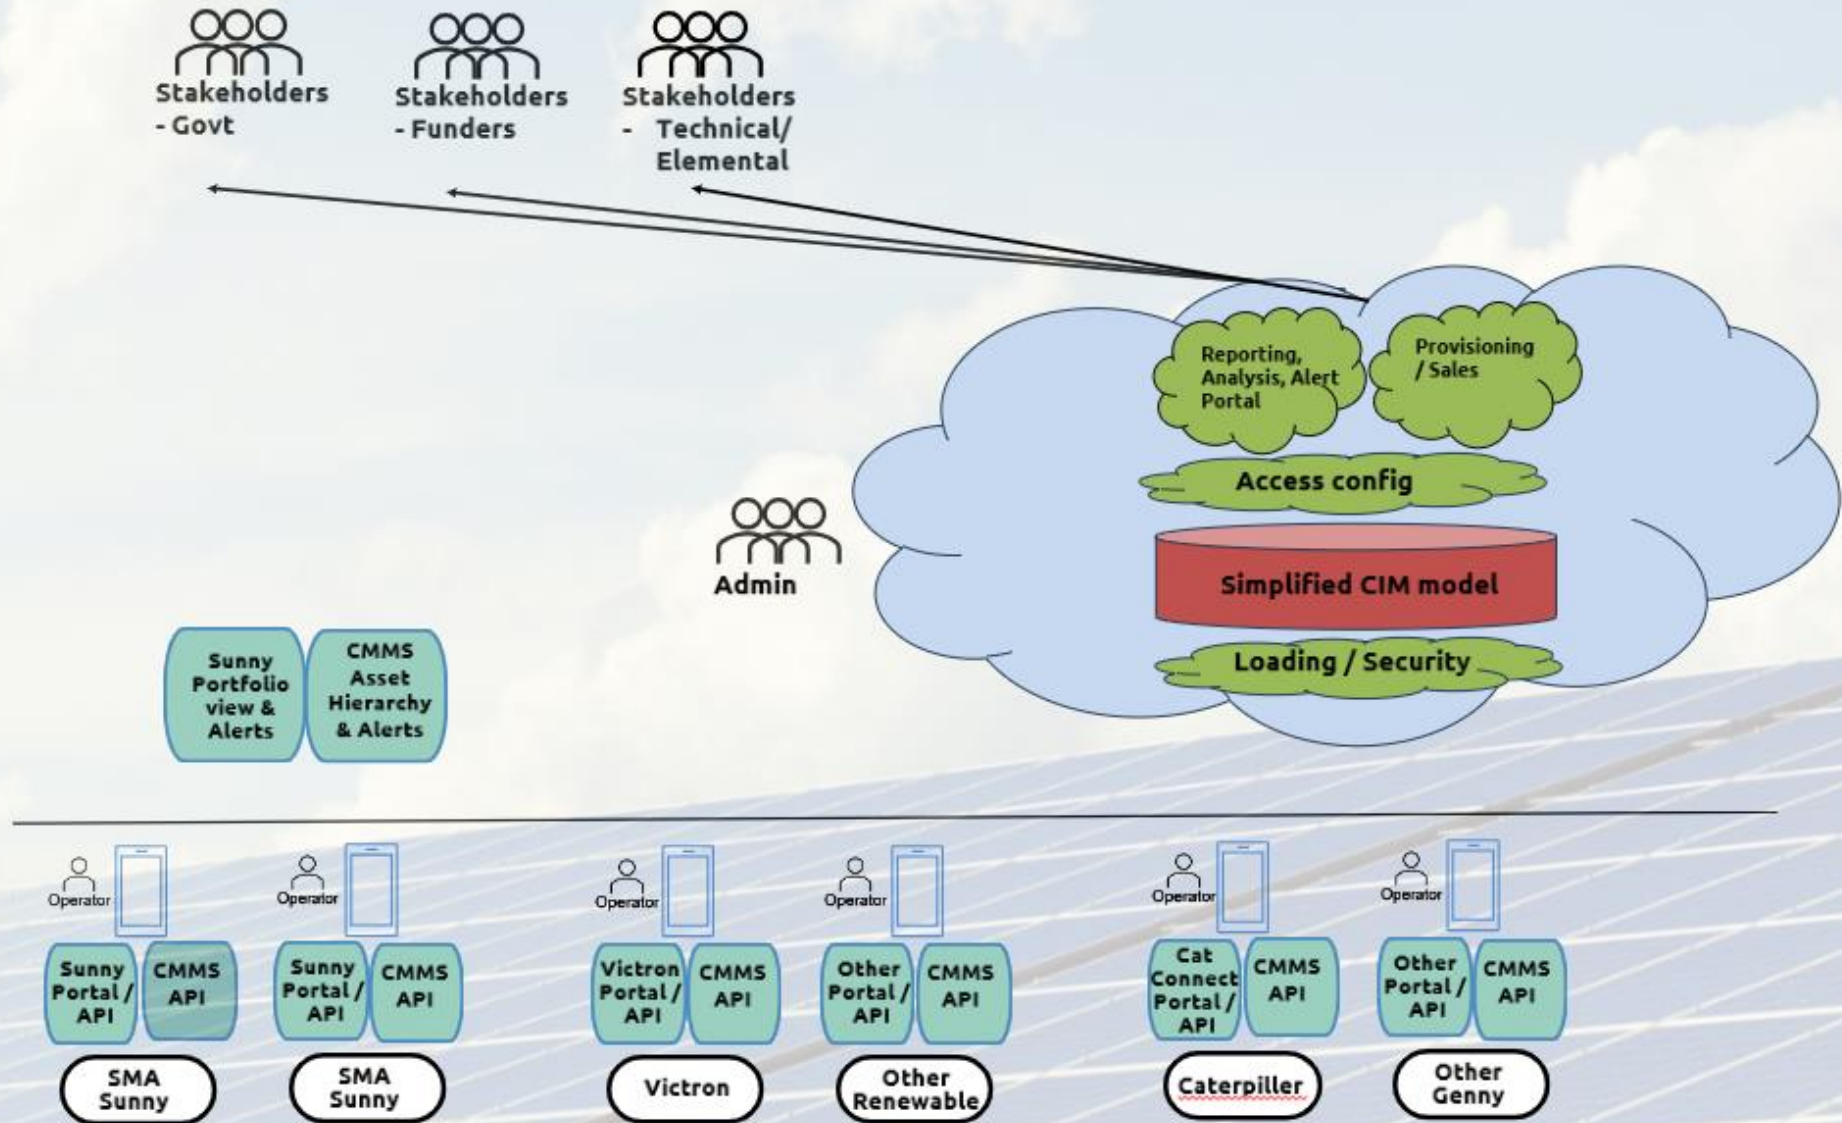 Stakeholders
- Govt
Stakeholders
- Funders
Stakeholders
- Technical/
Elemental
Reporting,
Analysis, Alert
Portal
Provisioning
/ Sales
Access config
Simplified CIM model
Loading / Security
Admin
Sunny
Portfolio
view &
Alerts
CMMS
Asset
Hierarchy
& Alerts
Operator
Operator
Operator
Operator
Operator
Operator
Sunny
Portal /
API
CMMS
API
Sunny
Portal /
API
CMMS
API
Victron
Portal /
API
CMMS
API
Other
Portal /
API
CMMS
API
Cat
Connect
Portal /
API
CMMS
API
Other
Portal /
API
CMMS
API
SMA
Sunny
SMA
Sunny
Victron
Other
Renewable
Caterpiller
Other
Genny